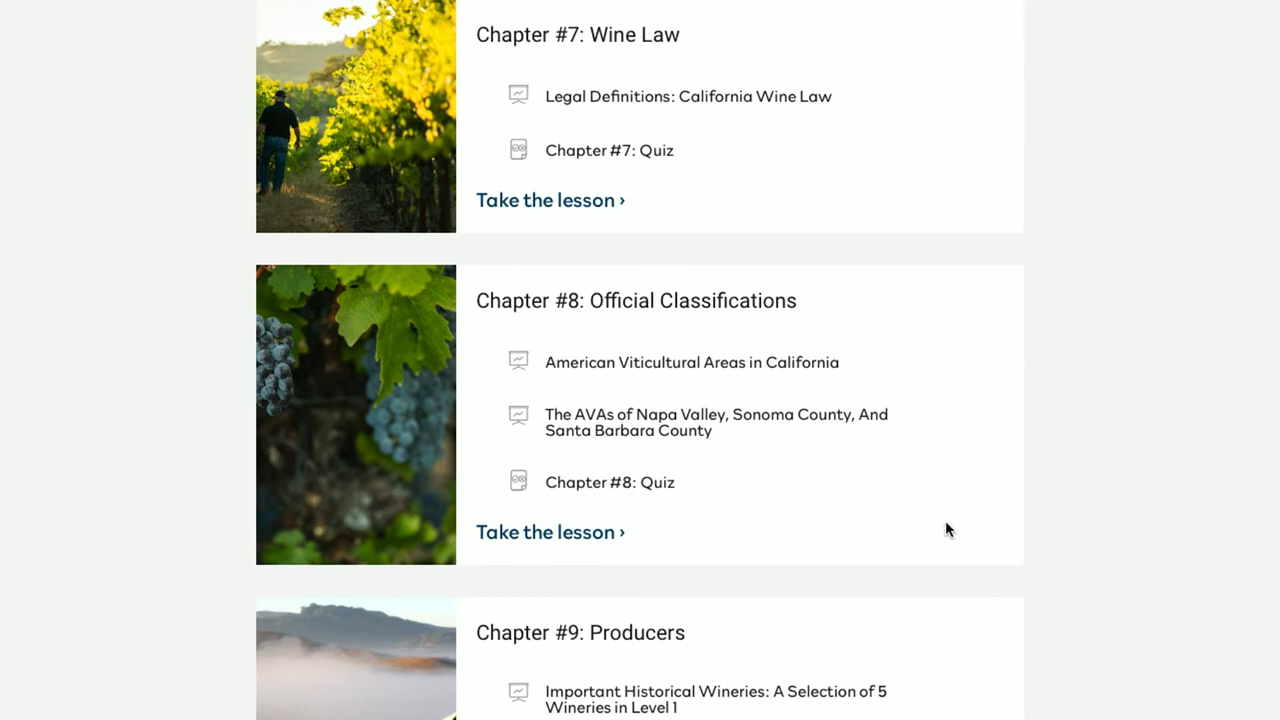 Chapter #7: Wine Law
Legal Definitions: California Wine Law
Chapter #7: Quiz
Take the lesson ›
Chapter #8: Official Classifications
American Viticultural Areas in California
The AVAs of Napa Valley, Sonoma County, And
Santa Barbara County
Chapter #8: Quiz
Take the lesson ›
Chapter #9: Producers
Important Historical Wineries: A Selection of 5
Wineries in Level 1